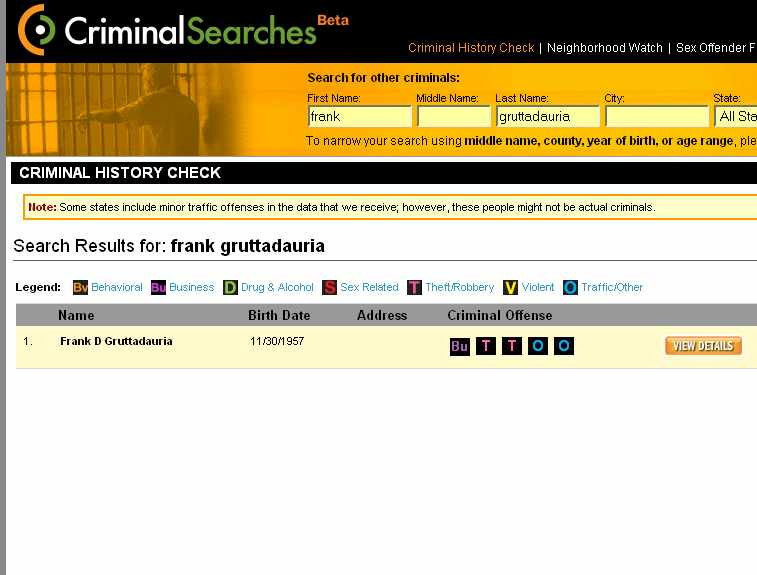 CriminalSearches Beta
Criminal History Check | Neighborhood Watch | Sex Offender F
Search for other criminals:
First Name: Middle Name: Last Name: City: State:
frank gruttadauria All Sta
To narrow your search using middle name, county, year of birth, or age range, ple
CRIMINAL HISTORY CHECK
Note: Some states include minor traffic offenses in the data that we receive; however, these people might not be actual criminals.
Search Results for: frank gruttadauria
Legend: Bv Behavioral Bu Business D Drug & Alcohol S Sex Related T Theft/Robbery V Violent O Traffic/Other
Name Birth Date Address Criminal Offense
1. Frank D Gruttadauria 11/30/1957 Bu T T O O VIEW DETAILS